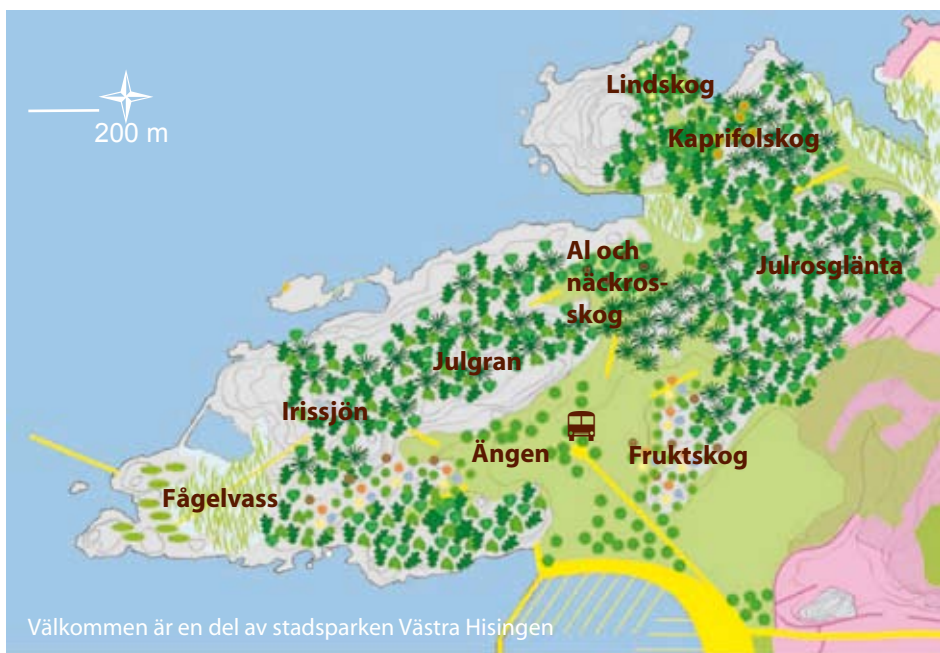 Lindskog
200 m
Kaprifolskog
Al och
näckros-
skog
Julrosglänta
Julgran
Irissjön
Ängen
Fruktskog
Fågelvass
Välkommen är en del av stadsparken Västra Hisingen